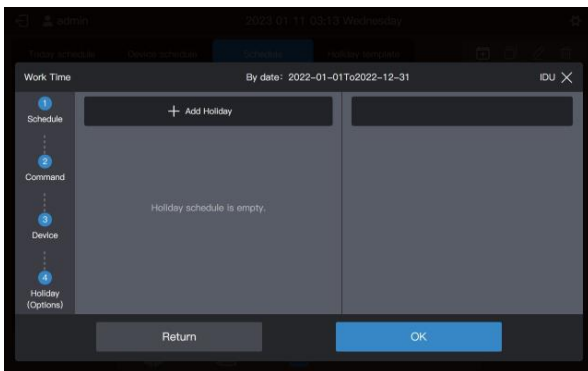 admin
2023-01-11 03:13 Wednesday
Today schedule
Device schedule
Schedule
Holiday template
Work Time
By date: 2022-01-01To2022-12-31
IDU
1
Schedule
2
Command
3
Device
4
Holiday
(Options)
+ Add Holiday
Holiday schedule is empty.
Return
OK